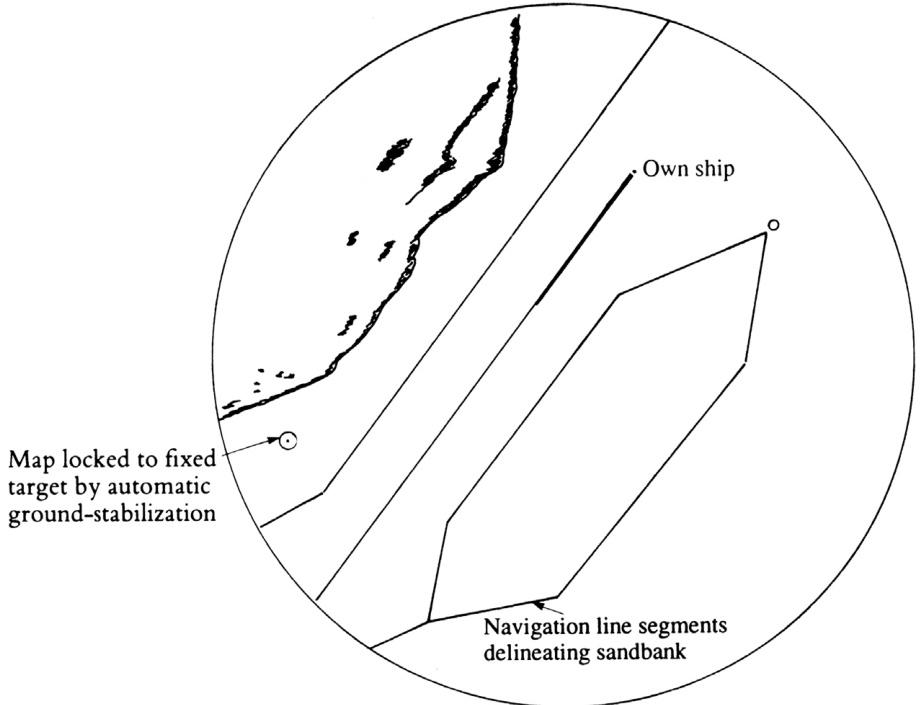 Own ship
Map locked to fixed
target by automatic
ground-stabilization
Navigation line segments
delineating sandbank